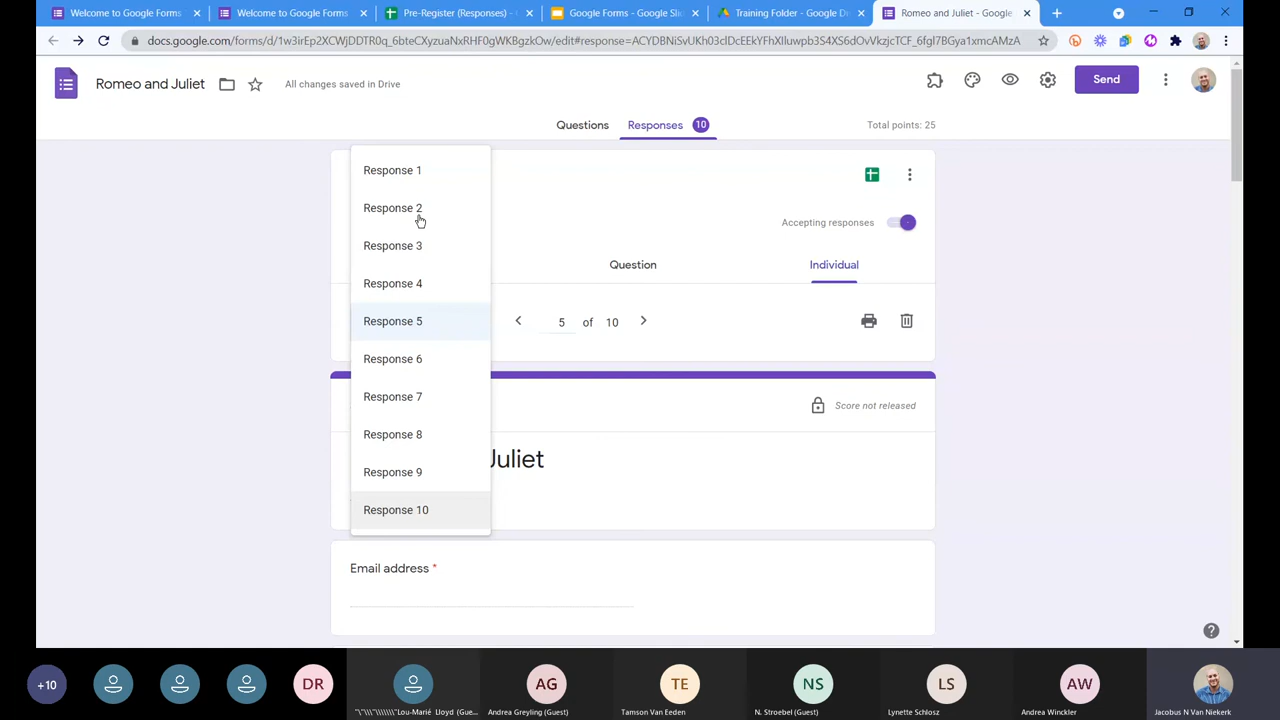 Welcome to Google Forms
Welcome to Google Forms
Pre-Register (Responses) -
Google Forms - Google Sli
Training Folder - Google D
Romeo and Juliet - Google
docs.google.com/forms/d/1w3irEp2XCWjDDTR0q_6bteCXyzuaNxRHF0gWKBgzkOw/edit#response=ACYDBNiSvUKh03clDcEEkYFhXlIuwpb3S4XS6dOvVkzjcTCF_6fgl7BGya1xmcAMzA
Romeo and Juliet
All changes saved in Drive
Send
Questions
Responses
10
Total points: 25
Response 1
Response 2
Response 3
Response 4
Response 5
Response 6
Response 7
Response 8
Response 9
Response 10
Accepting responses
Question
Individual
5 of 10
Score not released
Juliet
Email address *
+10
DR
AG
TE
NS
LS
AW
"\"\\"\\\\\\\"Lou-Marié Lloyd (Gue...
Andrea Greyling (Guest)
Tamson Van Eeden
N. Stroebel (Guest)
Lynette Schlosz
Andrea Winckler
Jacobus N Van Niekerk